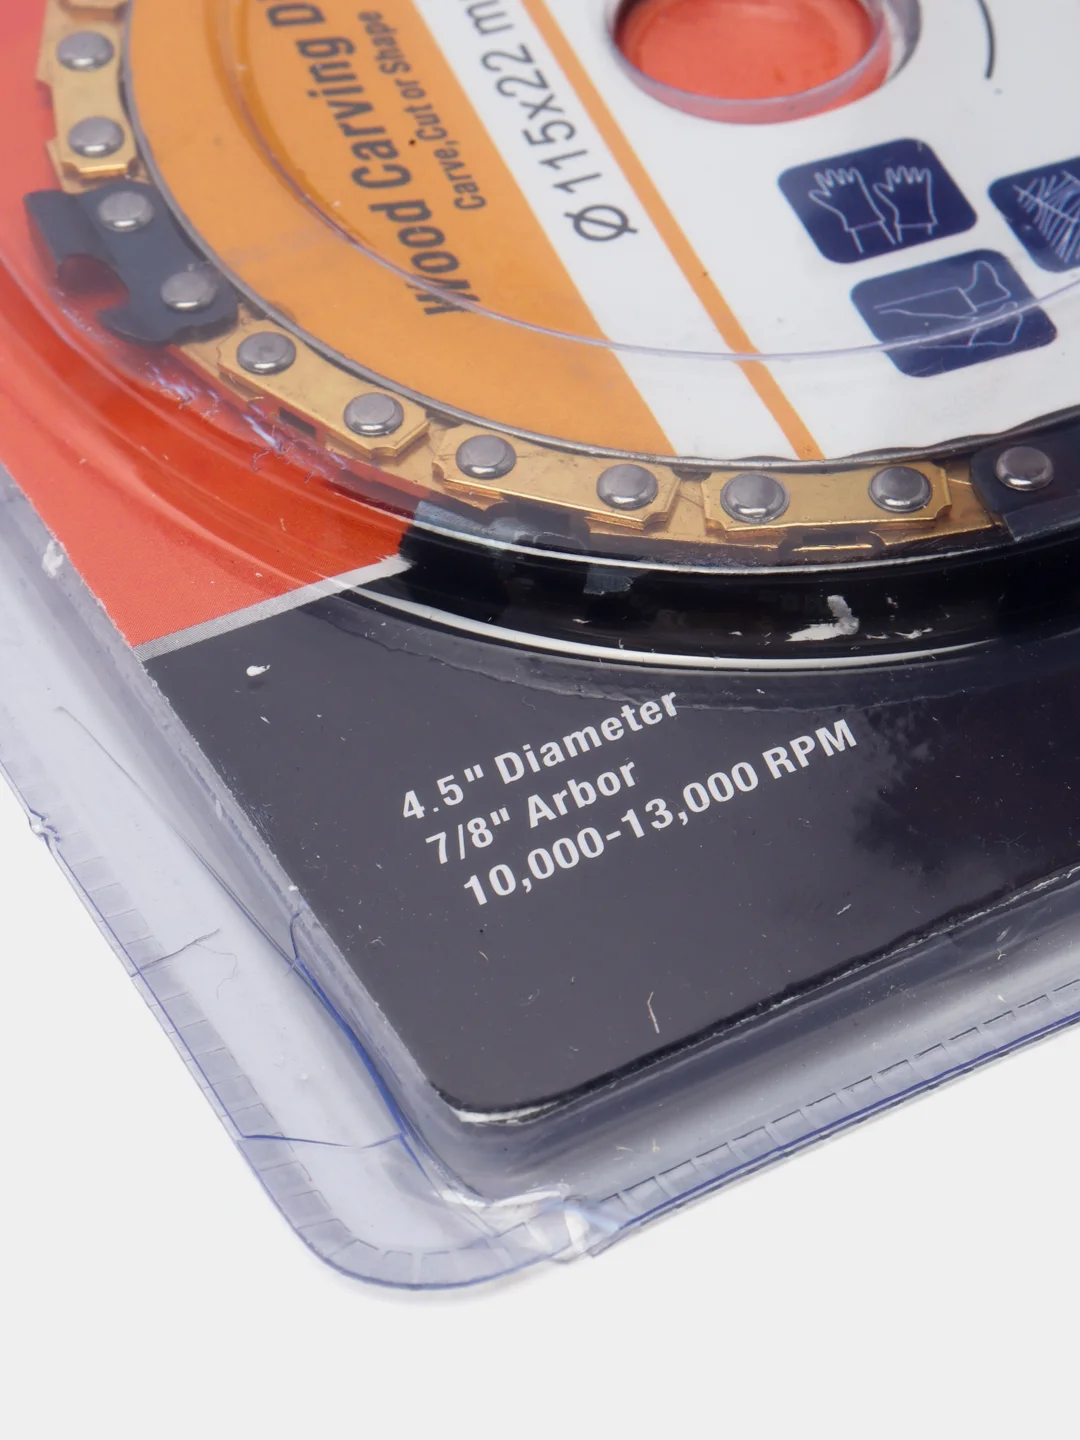 Wood Carving
Carve, Cut or Shape
Ø 115x22
4.5" Diameter
7/8" Arbor
10,000-13,000 RPM